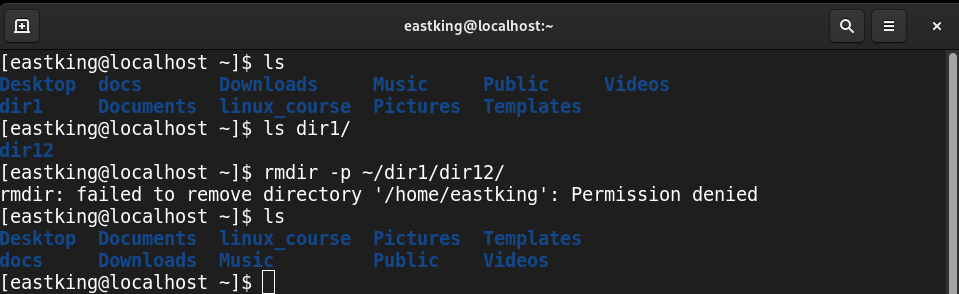 eastking@localhost:~
[eastking@localhost ~]$ ls
Desktop  docs       Downloads     Music     Public     Videos
dir1     Documents  linux_course  Pictures  Templates
[eastking@localhost ~]$ ls dir1/
dir12
[eastking@localhost ~]$ rmdir -p ~/dir1/dir12/
rmdir: failed to remove directory '/home/eastking': Permission denied
[eastking@localhost ~]$ ls
Desktop  Documents  linux_course  Pictures  Templates
docs     Downloads  Music         Public    Videos
[eastking@localhost ~]$